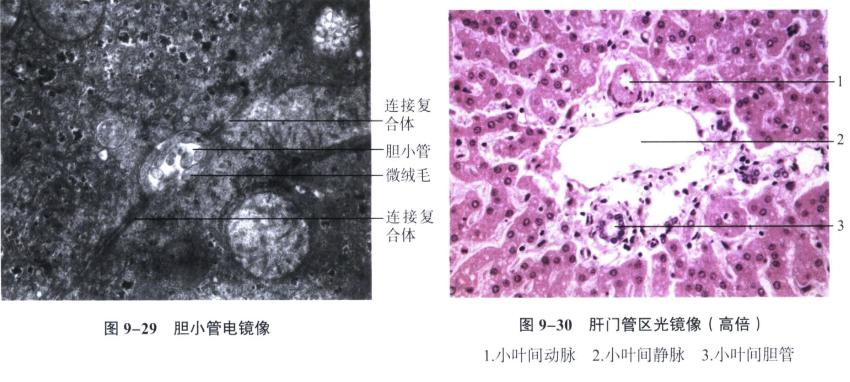 连接复
合体
胆小管
微绒毛
连接复
合体
图 9-29 胆小管电镜像
1
2
3
图 9-30 肝门管区光镜像（高倍）
1.小叶间动脉 2.小叶间静脉 3.小叶间胆管